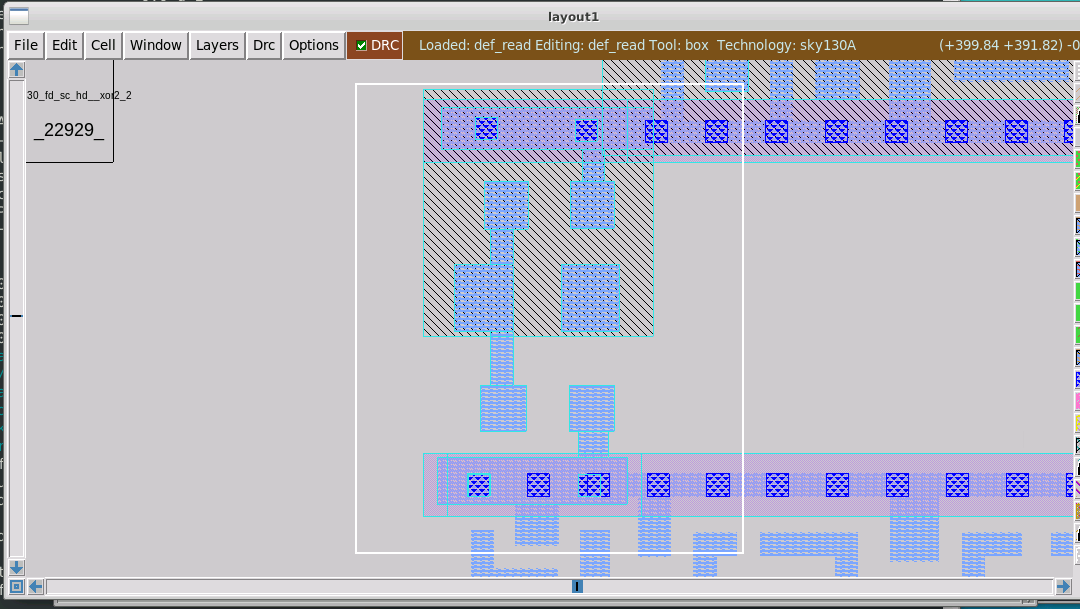 layout1
File Edit Cell Window Layers Drc Options DRC Loaded: def_read Editing: def_read Tool: box Technology: sky130A (+399.84 +391.82) -0
30_fd_sc_hd__xor2_2
_22929_